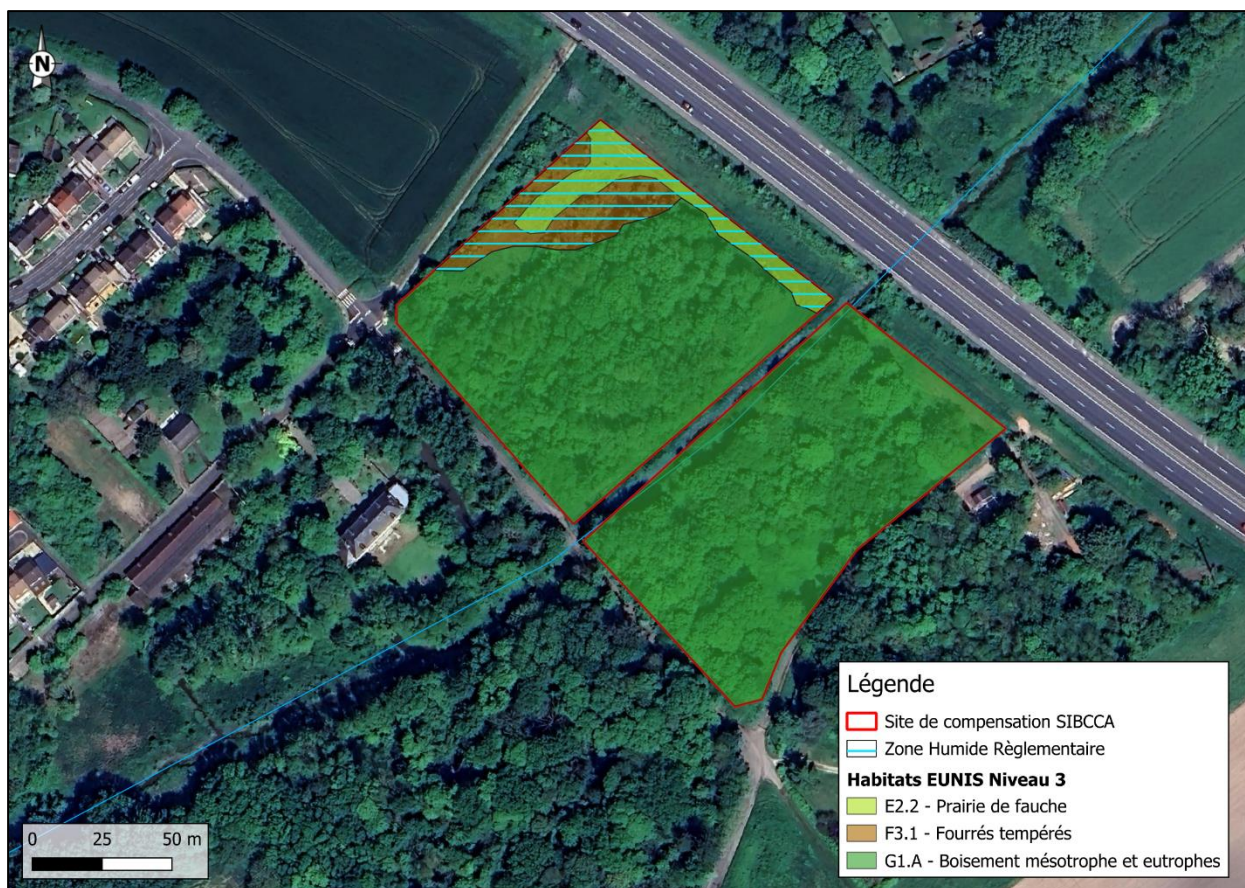 N
Légende
Site de compensation SIBCCA
Zone Humide Règlementaire
Habitats EUNIS Niveau 3
E2.2 - Prairie de fauche
F3.1 - Fourrés tempérés
G1.A - Boisement mésotrophe et eutrophes
0 25 50 m